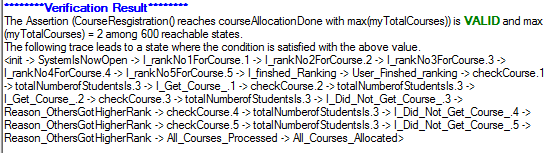 ********Verification Result********
The Assertion (CourseResgistration() reaches courseAllocationDone with max(myTotalCourses)) is VALID and max
(myTotalCourses) = 2 among 600 reachable states.
The following trace leads to a state where the condition is satisfied with the above value.
<init -> SystemIsNowOpen -> I_rankNo1ForCourse.1 -> I_rankNo2ForCourse.2 -> I_rankNo3ForCourse.3 ->
I_rankNo4ForCourse.4 -> I_rankNo5ForCourse.5 -> I_finshed_Ranking -> User_Finshed_ranking -> checkCourse.1
-> totalNumberofStudentsIs.3 -> I_Get_Course_.1 -> checkCourse.2 -> totalNumberofStudentsIs.3 ->
I_Get_Course_.2 -> checkCourse.3 -> totalNumberofStudentsIs.3 -> I_Did_Not_Get_Course_.3 ->
Reason_OthersGotHigherRank -> checkCourse.4 -> totalNumberofStudentsIs.3 -> I_Did_Not_Get_Course_.4 ->
Reason_OthersGotHigherRank -> checkCourse.5 -> totalNumberofStudentsIs.3 -> I_Did_Not_Get_Course_.5 ->
Reason_OthersGotHigherRank -> All_Courses_Processed -> All_Courses_Allocated>